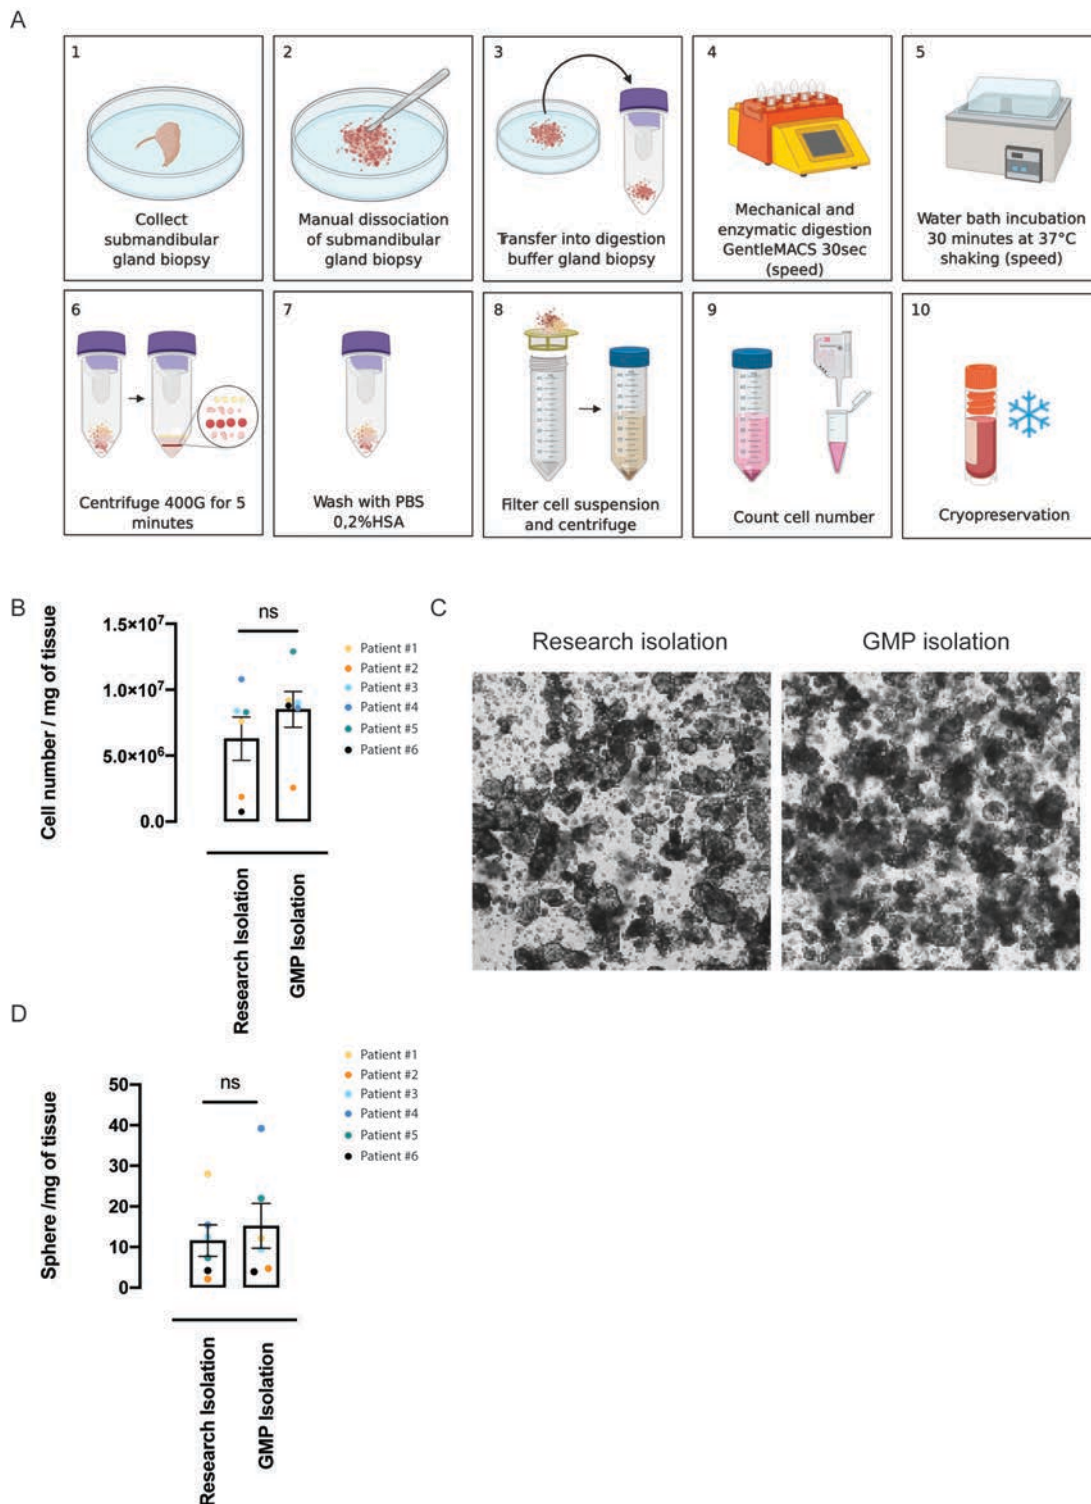 A
1
Collect
submandibular
gland biopsy
2
Manual dissociation
of submandibular
gland biopsy
3
Transfer into digestion
buffer gland biopsy
4
Mechanical and
enzymatic digestion
GentleMACS 30sec
(speed)
5
Water bath incubation
30 minutes at 37°C
shaking (speed)
6
Centrifuge 400G for 5
minutes
7
Wash with PBS
0,2%HSA
8
Filter cell suspension
and centrifuge
9
Count cell number
10
Cryopreservation
B
Cell number / mg of tissue
1.5×10⁷
1.0×10⁷
5.0×10⁶
0.0
ns
Research Isolation
GMP Isolation
Patient #1
Patient #2
Patient #3
Patient #4
Patient #5
Patient #6
C
Research isolation
GMP isolation
D
Sphere /mg of tissue
50
40
30
20
10
0
ns
Research Isolation
GMP Isolation
Patient #1
Patient #2
Patient #3
Patient #4
Patient #5
Patient #6